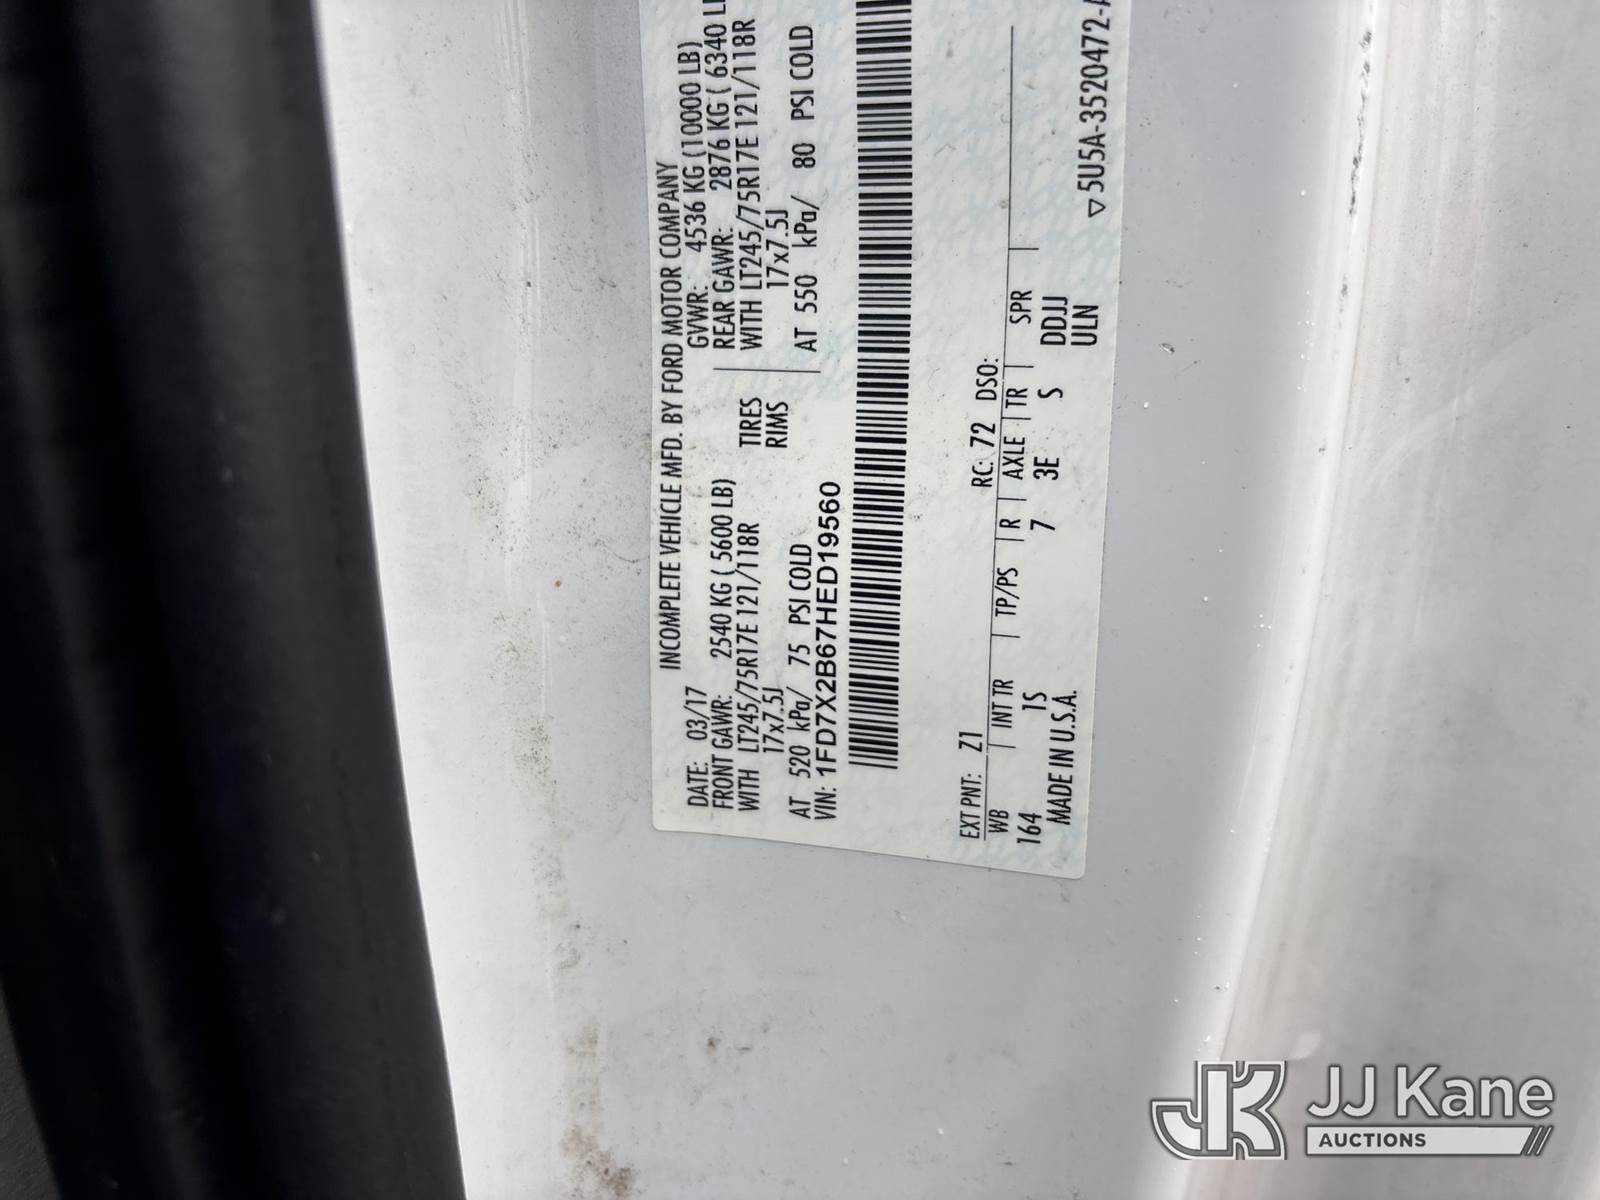 INCOMPLETE VEHICLE MFD. BY FORD MOTOR COMPANY
DATE: 03/17 GVWR: 4536 KG (10000 LB)
FRONT GAWR: 2540 KG ( 5600 LB) REAR GAWR: 2876 KG ( 6340
WITH LT245/75R17E 121/118R TIRES WITH LT245/75R17E 121/118R
17x7.5J RIMS 17x7.5J
AT 520 kPa/ 75 PSI COLD AT 550 kPa/ 80 PSI COLD
VIN: 1FD7X2B67HED19560
EXT PNT: Z1 RC: 72 DSO:
WB INT TR TP/PS R AXLE TR SPR
164 1S 7 3E S DDJJ
MADE IN U.S.A. ULN
▽5U5A-3520472-
JJ Kane
AUCTIONS